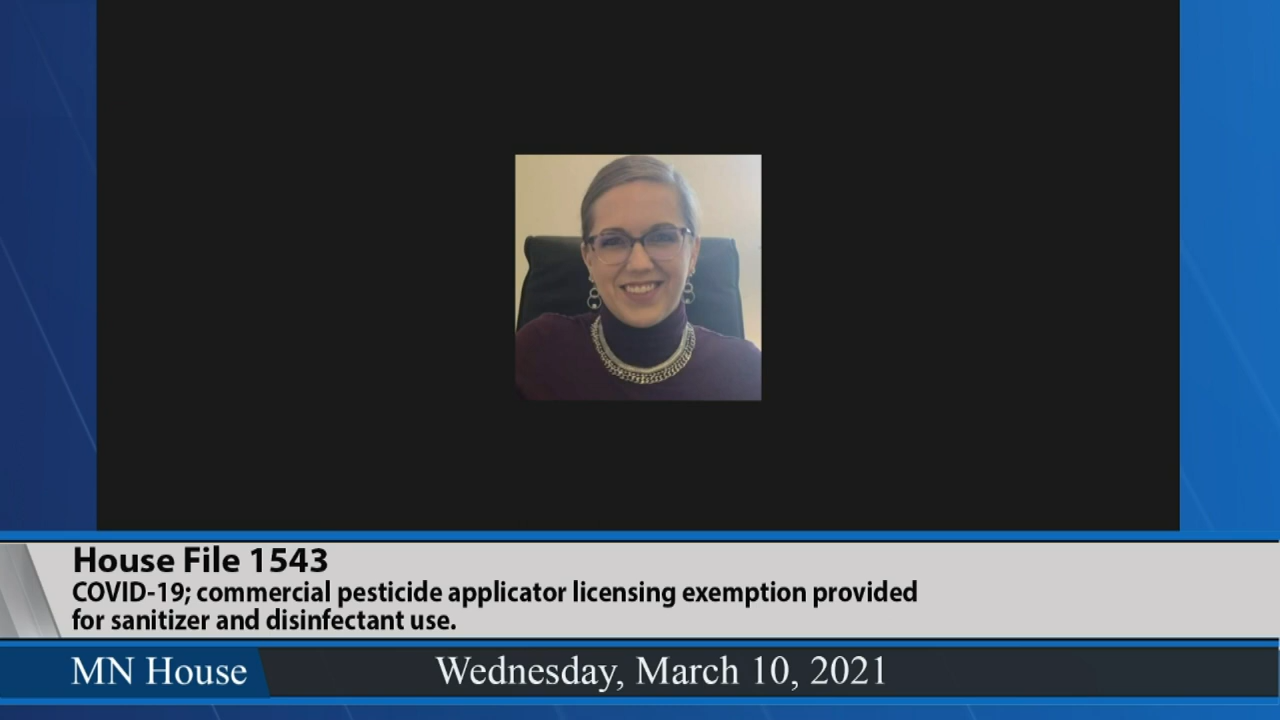 House File 1543
COVID-19; commercial pesticide applicator licensing exemption provided
for sanitizer and disinfectant use.
MN House
Wednesday, March 10, 2021